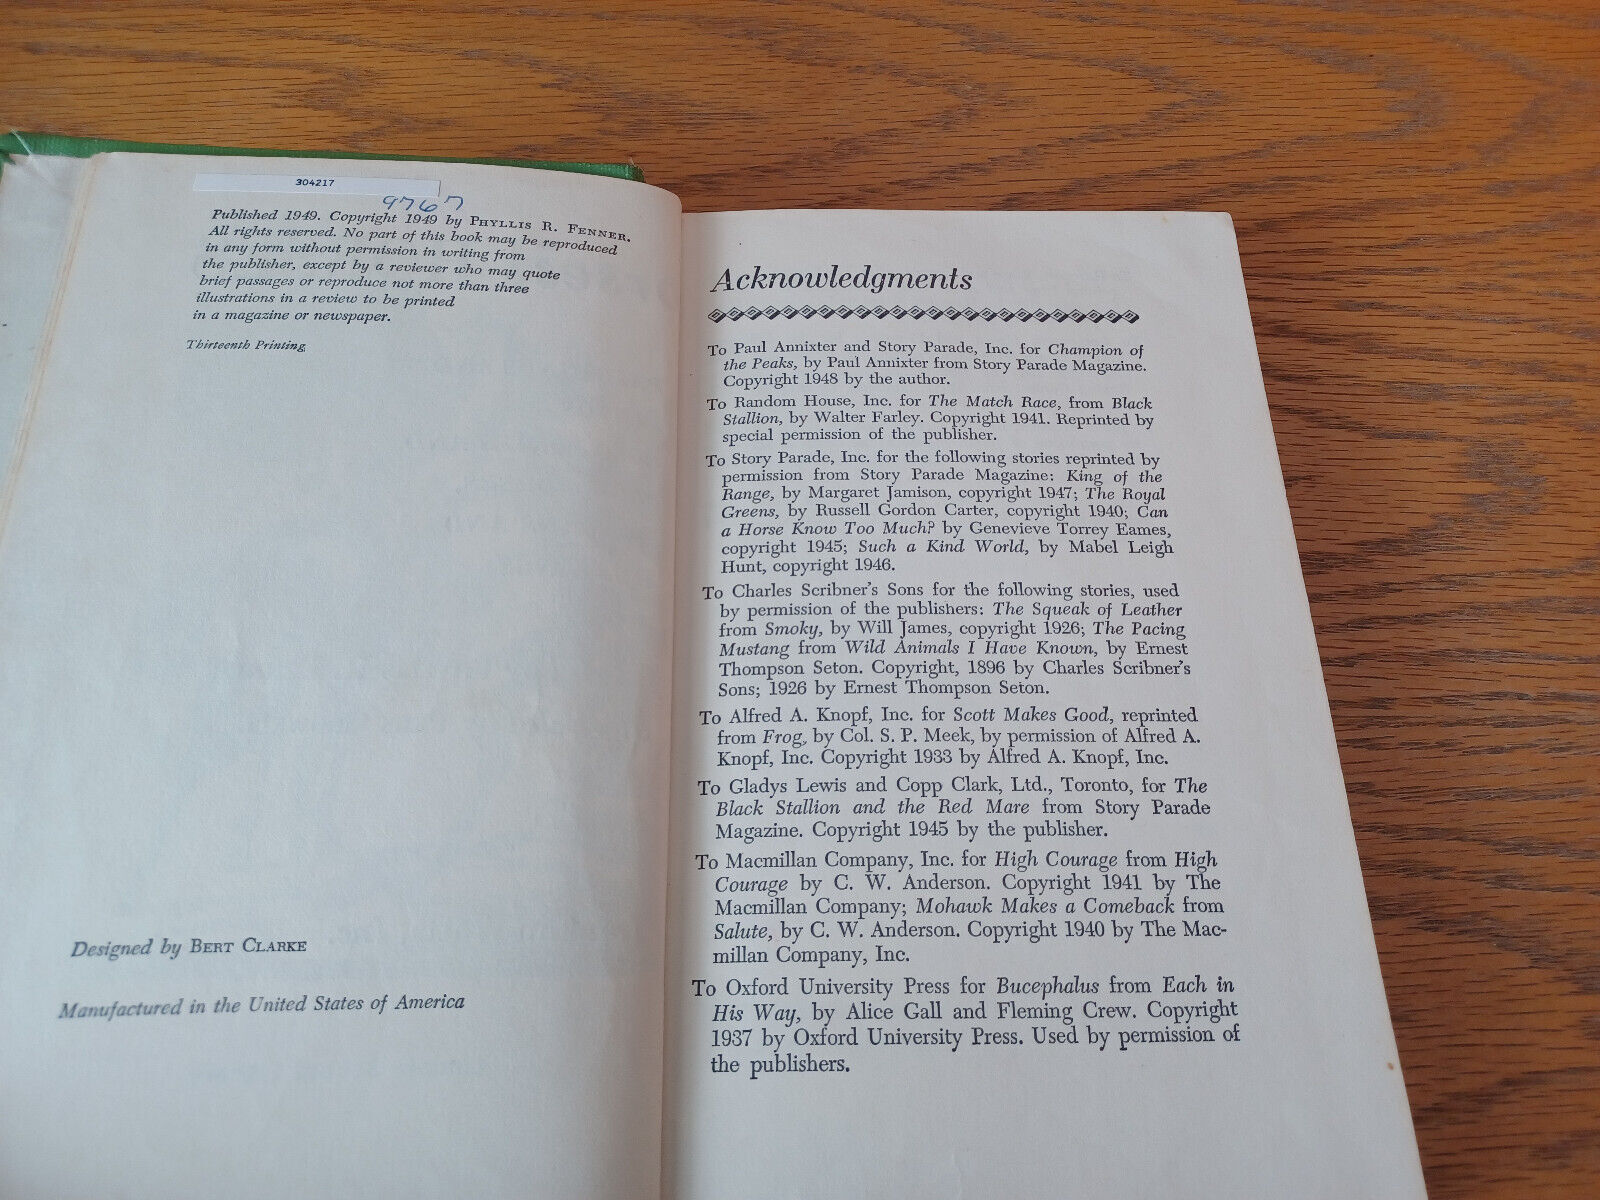 304217
9767
Published 1949. Copyright 1949 by PHYLLIS R. FENNER.
All rights reserved. No part of this book may be reproduced
in any form without permission in writing from
the publisher, except by a reviewer who may quote
brief passages or reproduce not more than three
illustrations in a review to be printed
in a magazine or newspaper.
Thirteenth Printing
Designed by BERT CLARKE
Manufactured in the United States of America
Acknowledgments
To Paul Annixter and Story Parade, Inc. for Champion of
the Peaks, by Paul Annixter from Story Parade Magazine.
Copyright 1948 by the author.
To Random House, Inc. for The Match Race, from Black
Stallion, by Walter Farley. Copyright 1941. Reprinted by
special permission of the publisher.
To Story Parade, Inc. for the following stories reprinted by
permission from Story Parade Magazine: King of the
Range, by Margaret Jamison, copyright 1947; The Royal
Greens, by Russell Gordon Carter, copyright 1940; Can
a Horse Know Too Much? by Genevieve Torrey Eames,
copyright 1945; Such a Kind World, by Mabel Leigh
Hunt, copyright 1946.
To Charles Scribner's Sons for the following stories, used
by permission of the publishers: The Squeak of Leather
from Smoky, by Will James, copyright 1926; The Pacing
Mustang from Wild Animals I Have Known, by Ernest
Thompson Seton. Copyright, 1896 by Charles Scribner's
Sons; 1926 by Ernest Thompson Seton.
To Alfred A. Knopf, Inc. for Scott Makes Good, reprinted
from Frog, by Col. S. P. Meek, by permission of Alfred A.
Knopf, Inc. Copyright 1933 by Alfred A. Knopf, Inc.
To Gladys Lewis and Copp Clark, Ltd., Toronto, for The
Black Stallion and the Red Mare from Story Parade
Magazine. Copyright 1945 by the publisher.
To Macmillan Company, Inc. for High Courage from High
Courage by C. W. Anderson. Copyright 1941 by The
Macmillan Company; Mohawk Makes a Comeback from
Salute, by C. W. Anderson. Copyright 1940 by The Mac-
millan Company, Inc.
To Oxford University Press for Bucephalus from Each in
His Way, by Alice Gall and Fleming Crew. Copyright
1937 by Oxford University Press. Used by permission of
the publishers.